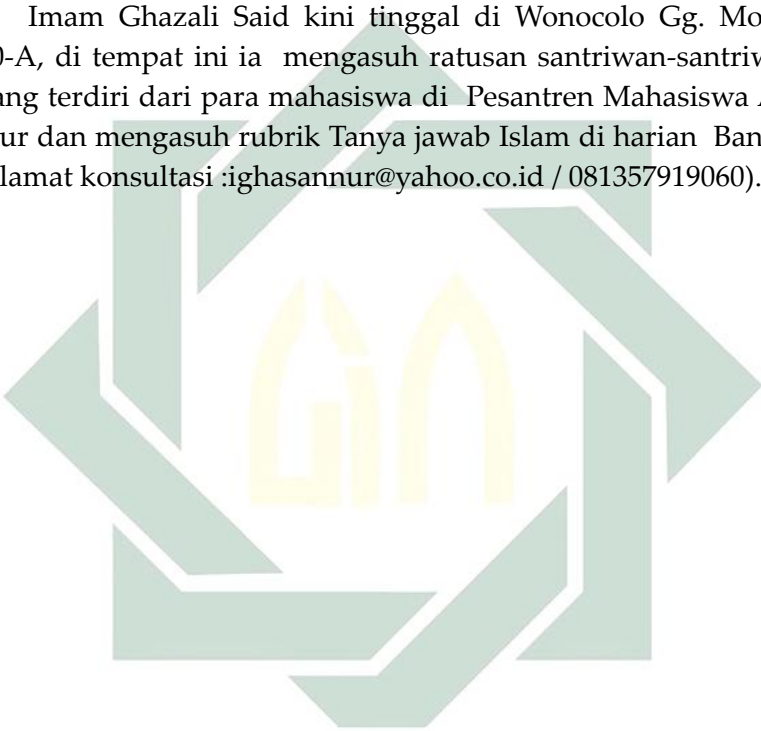 Imam Ghazali Said kini tinggal di Wonocolo Gg. Mo
0-A, di tempat ini ia mengasuh ratusan santriwan-santriw
ang terdiri dari para mahasiswa di Pesantren Mahasiswa A
ur dan mengasuh rubrik Tanya jawab Islam di harian Ban
lamat konsultasi :ighasannur@yahoo.co.id / 081357919060).